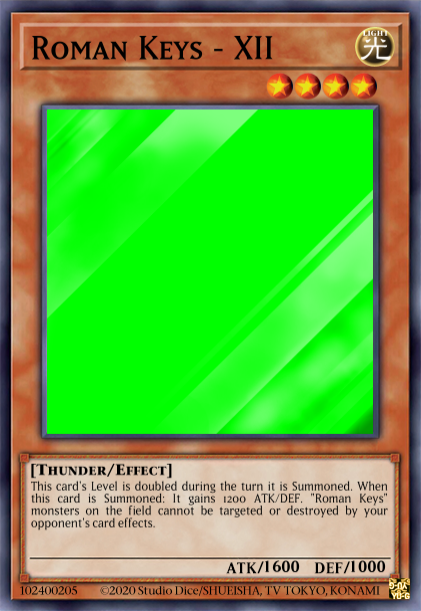 Roman Keys - XII
LIGHT
光
[Thunder/Effect]
This card's Level is doubled during the turn it is Summoned. When
this card is Summoned: It gains 1200 ATK/DEF. "Roman Keys"
monsters on the field cannot be targeted or destroyed by your
opponent's card effects.
ATK/1600 DEF/1000
102400205 ©2020 Studio Dice/SHUEISHA, TV TOKYO, KONAMI